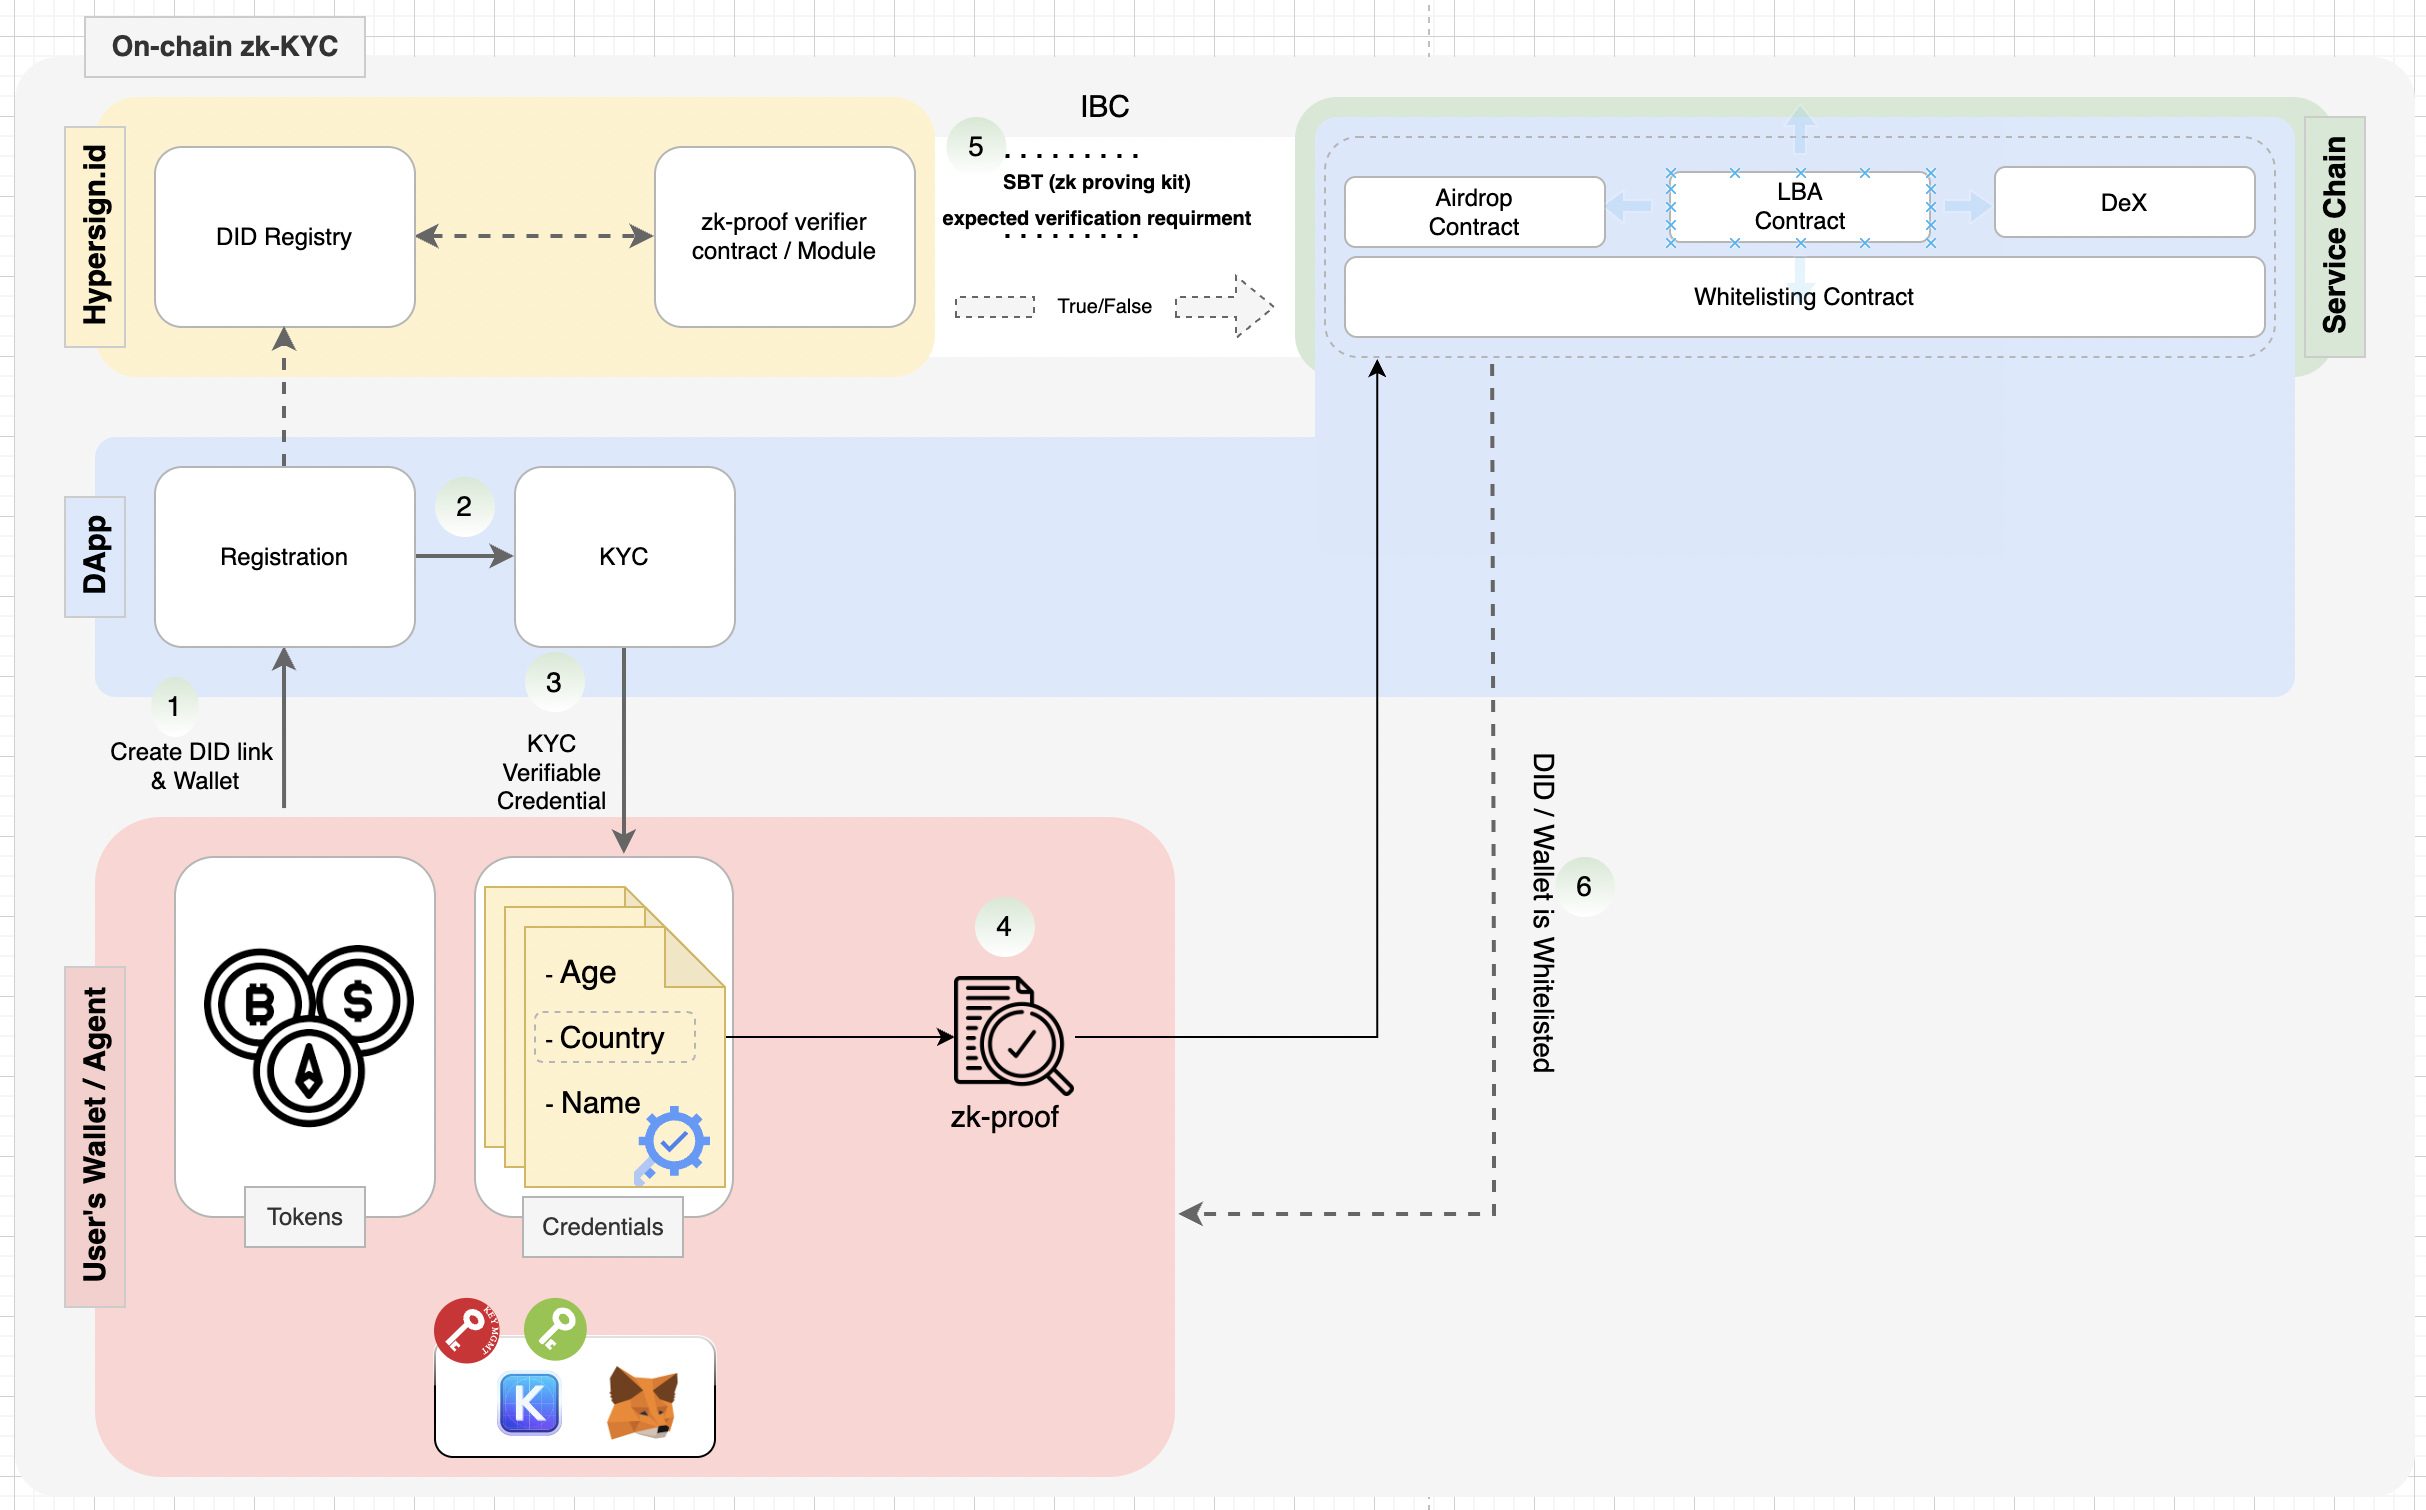 On-chain zk-KYC
Hypersign.id
DID Registry
zk-proof verifier
contract / Module
IBC
5
SBT (zk proving kit)
expected verification requirment
True/False
Airdrop
Contract
LBA
Contract
DeX
Whitelisting Contract
Service Chain
DApp
Registration
2
KYC
1
Create DID link
& Wallet
3
KYC
Verifiable
Credential
DID / Wallet is Whitelisted
6
User's Wallet / Agent
Tokens
- Age
- Country
- Name
Credentials
4
zk-proof
KEY MGMT
K